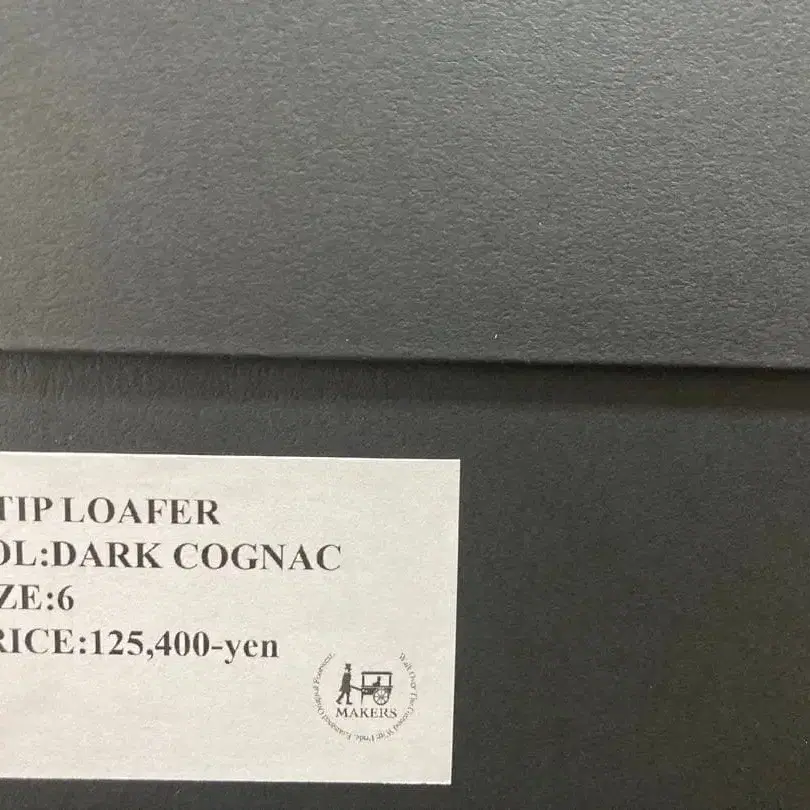 TIP LOAFER
OL:DARK COGNAC
ZE:6
RICE:125,400-yen
MAKERS